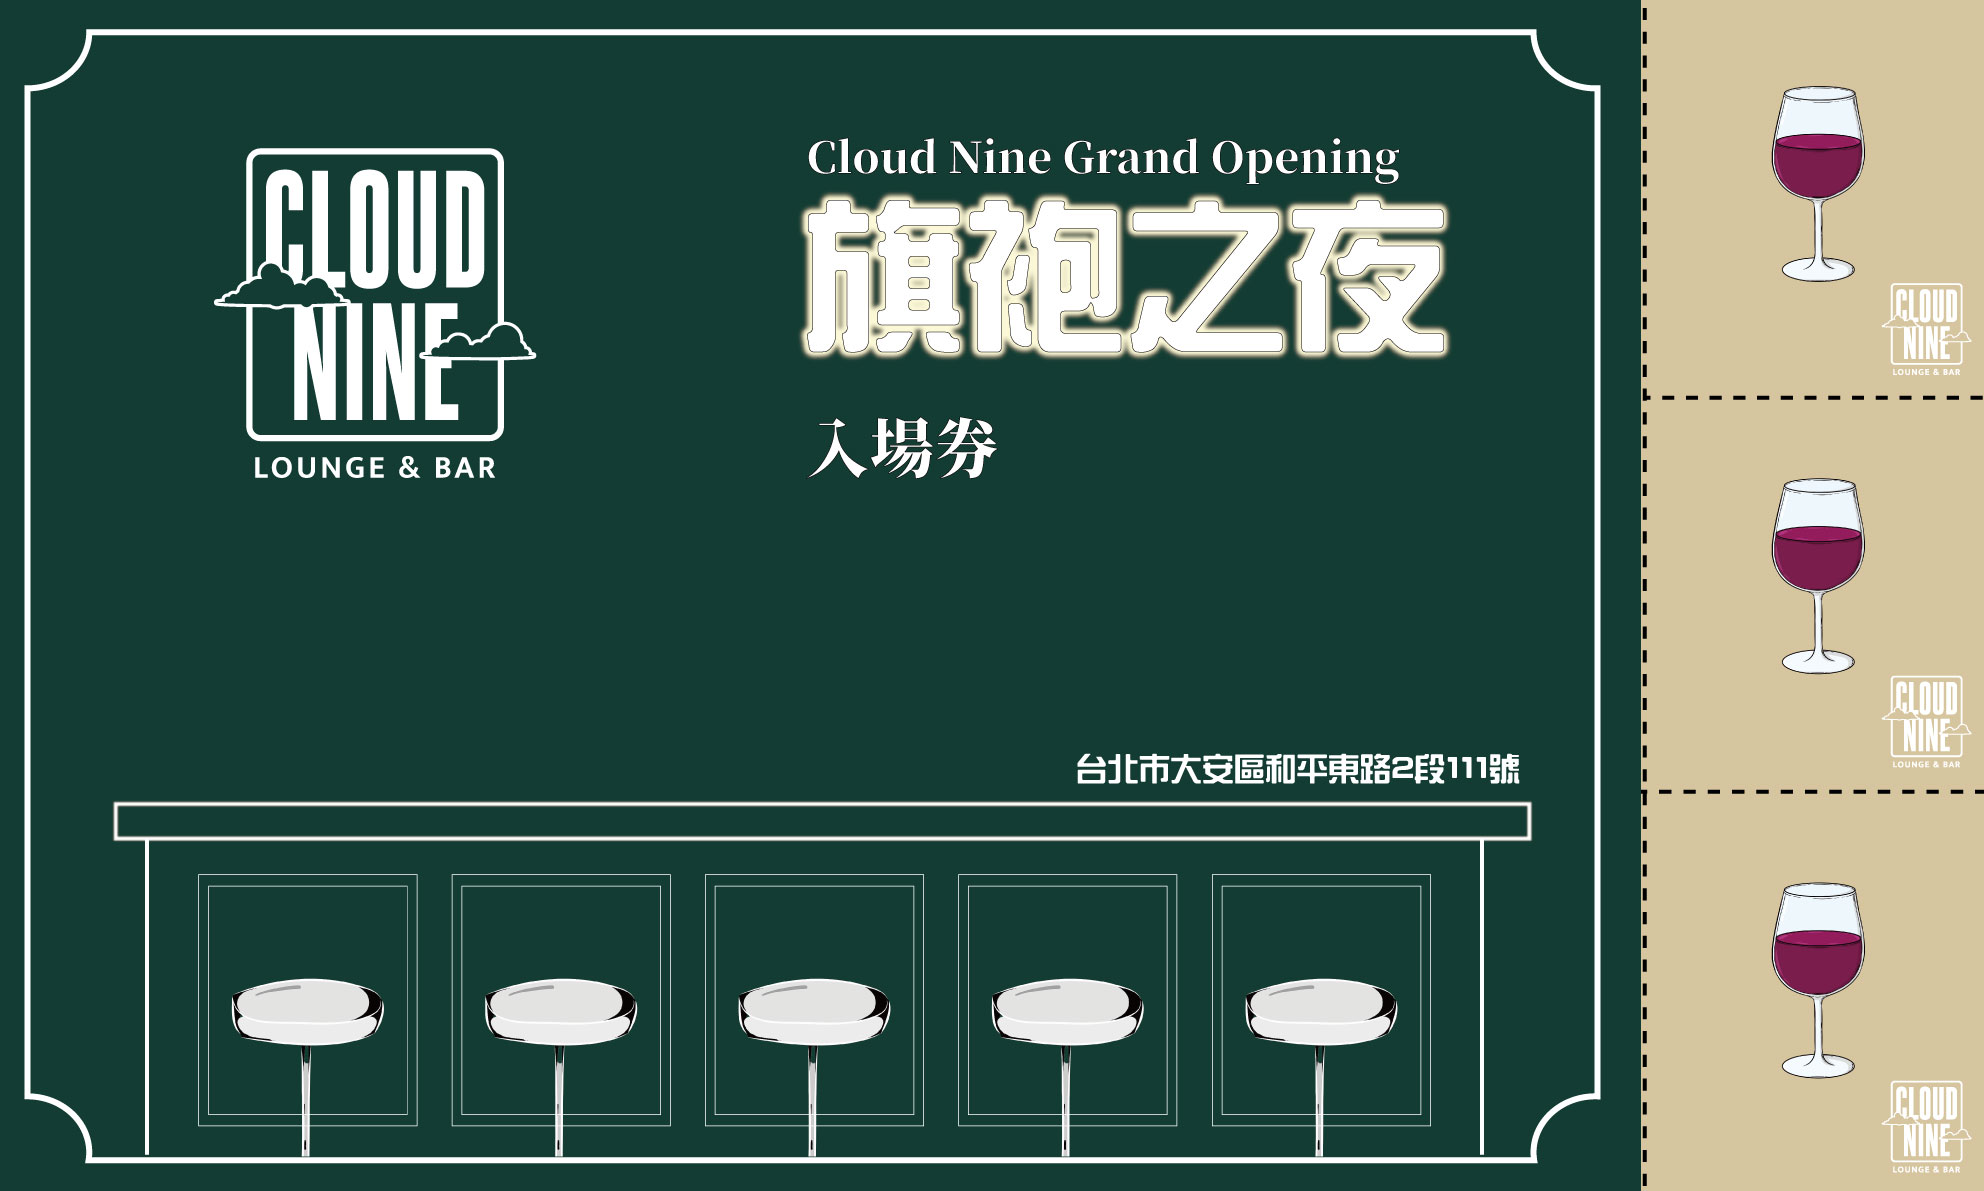 CLOUD
NINE
LOUNGE & BAR
Cloud Nine Grand Opening
旗袍之夜
入場券
台北市大安區和平東路2段111號
CLOUD
NINE
LOUNGE & BAR
CLOUD
NINE
LOUNGE & BAR
CLOUD
NINE
LOUNGE & BAR